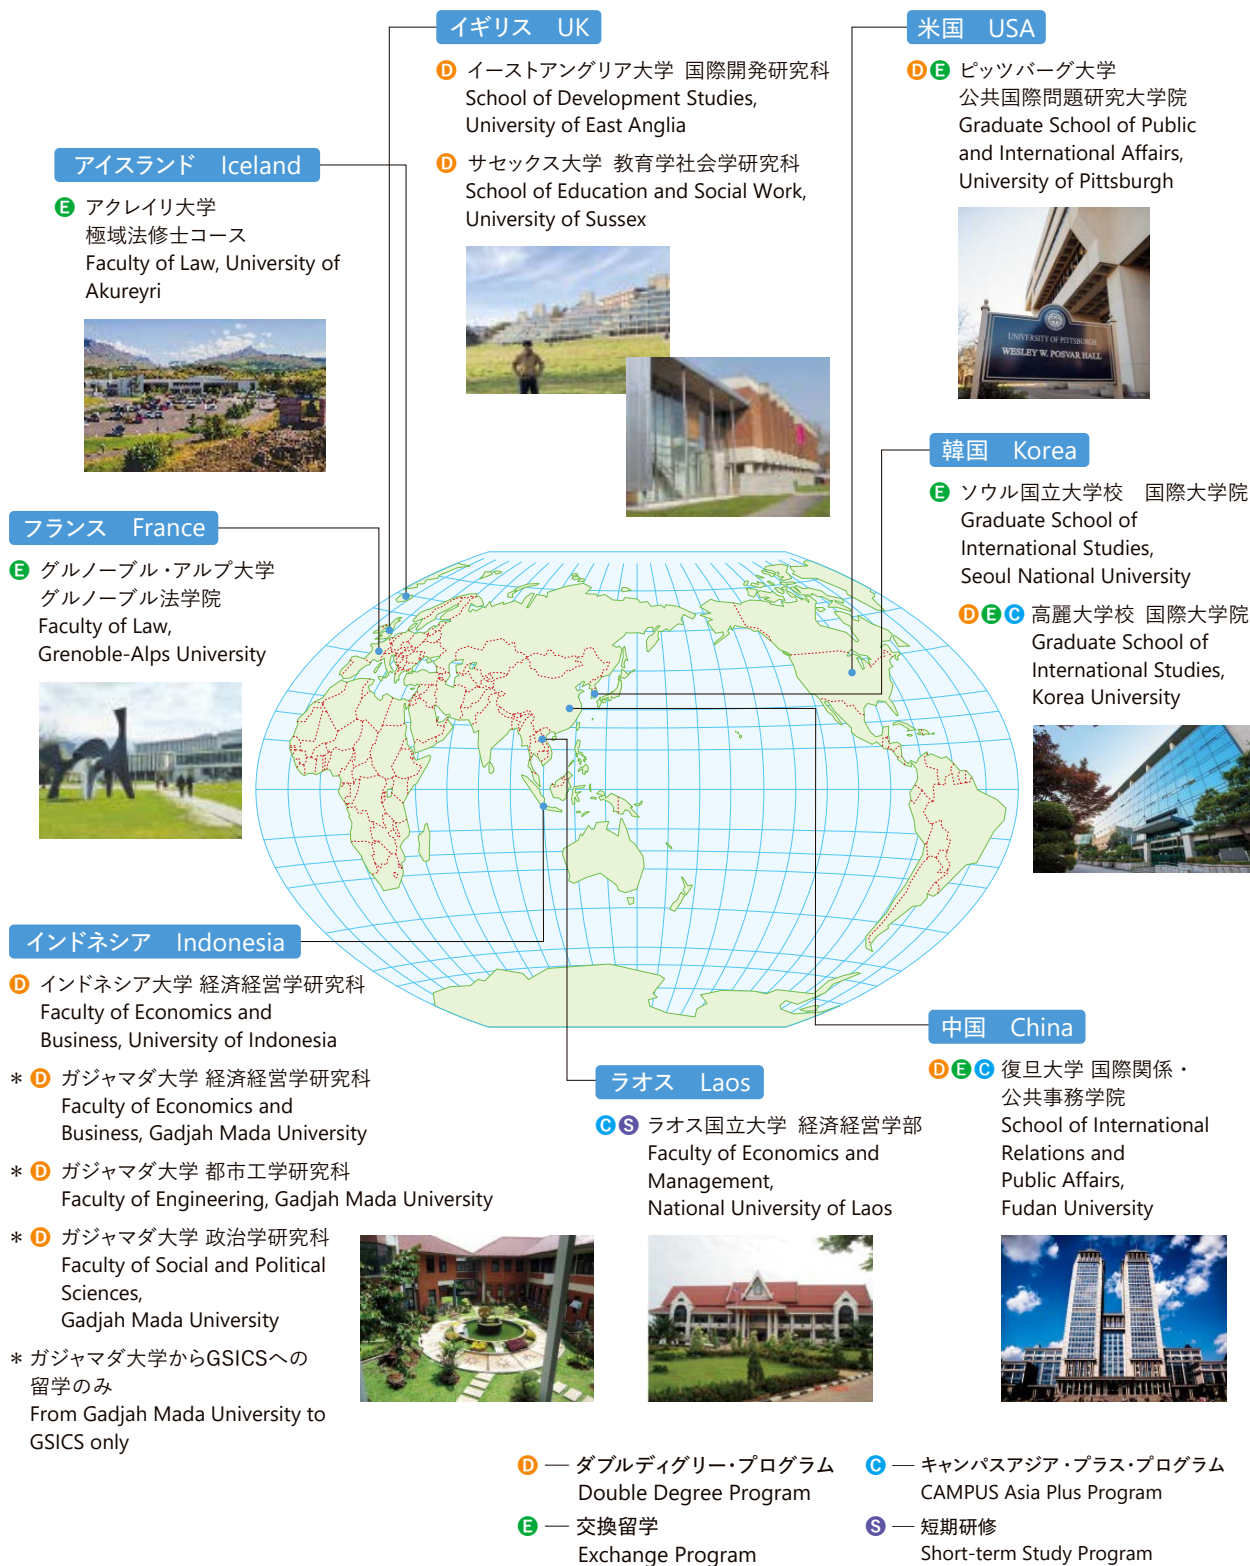 イギリス UK
D イーストアングリア大学 国際開発研究科
School of Development Studies,
University of East Anglia
D サセックス大学 教育学社会学研究科
School of Education and Social Work,
University of Sussex
米国 USA
D E ピッツバーグ大学
公共国際問題研究大学院
Graduate School of Public
and International Affairs,
University of Pittsburgh
UNIVERSITY OF PITTSBURGH
WESLEY W. POSVAR HALL
アイスランド Iceland
E アクレイリ大学
極域法修士コース
Faculty of Law, University of
Akureyri
韓国 Korea
E ソウル国立大学校 国際大学院
Graduate School of
International Studies,
Seoul National University
D E C 高麗大学校 国際大学院
Graduate School of
International Studies,
Korea University
フランス France
E グルノーブル・アルプ大学
グルノーブル法学院
Faculty of Law,
Grenoble-Alps University
インドネシア Indonesia
D インドネシア大学 経済経営学研究科
Faculty of Economics and
Business, University of Indonesia
＊ D ガジャマダ大学 経済経営学研究科
Faculty of Economics and
Business, Gadjah Mada University
＊ D ガジャマダ大学 都市工学研究科
Faculty of Engineering, Gadjah Mada University
＊ D ガジャマダ大学 政治学研究科
Faculty of Social and Political
Sciences,
Gadjah Mada University
＊ ガジャマダ大学からGSICSへの
留学のみ
From Gadjah Mada University to
GSICS only
ラオス Laos
C S ラオス国立大学 経済経営学部
Faculty of Economics and
Management,
National University of Laos
中国 China
D E C 復旦大学 国際関係・
公共事務学院
School of International
Relations and
Public Affairs,
Fudan University
D — ダブルディグリー・プログラム
Double Degree Program
E — 交換留学
Exchange Program
C — キャンパスアジア・プラス・プログラム
CAMPUS Asia Plus Program
S — 短期研修
Short-term Study Program